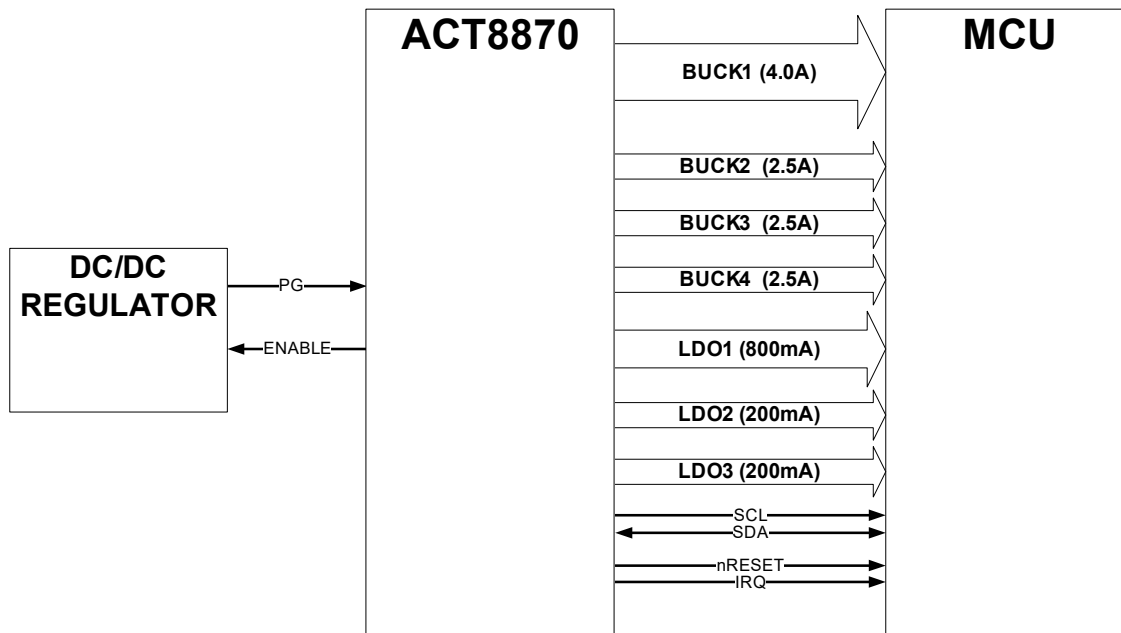 ACT8870
MCU
BUCK1 (4.0A)
BUCK2 (2.5A)
BUCK3 (2.5A)
BUCK4 (2.5A)
DC/DC
REGULATOR
PG
ENABLE
LDO1 (800mA)
LDO2 (200mA)
LDO3 (200mA)
SCL
SDA
nRESET
IRQ